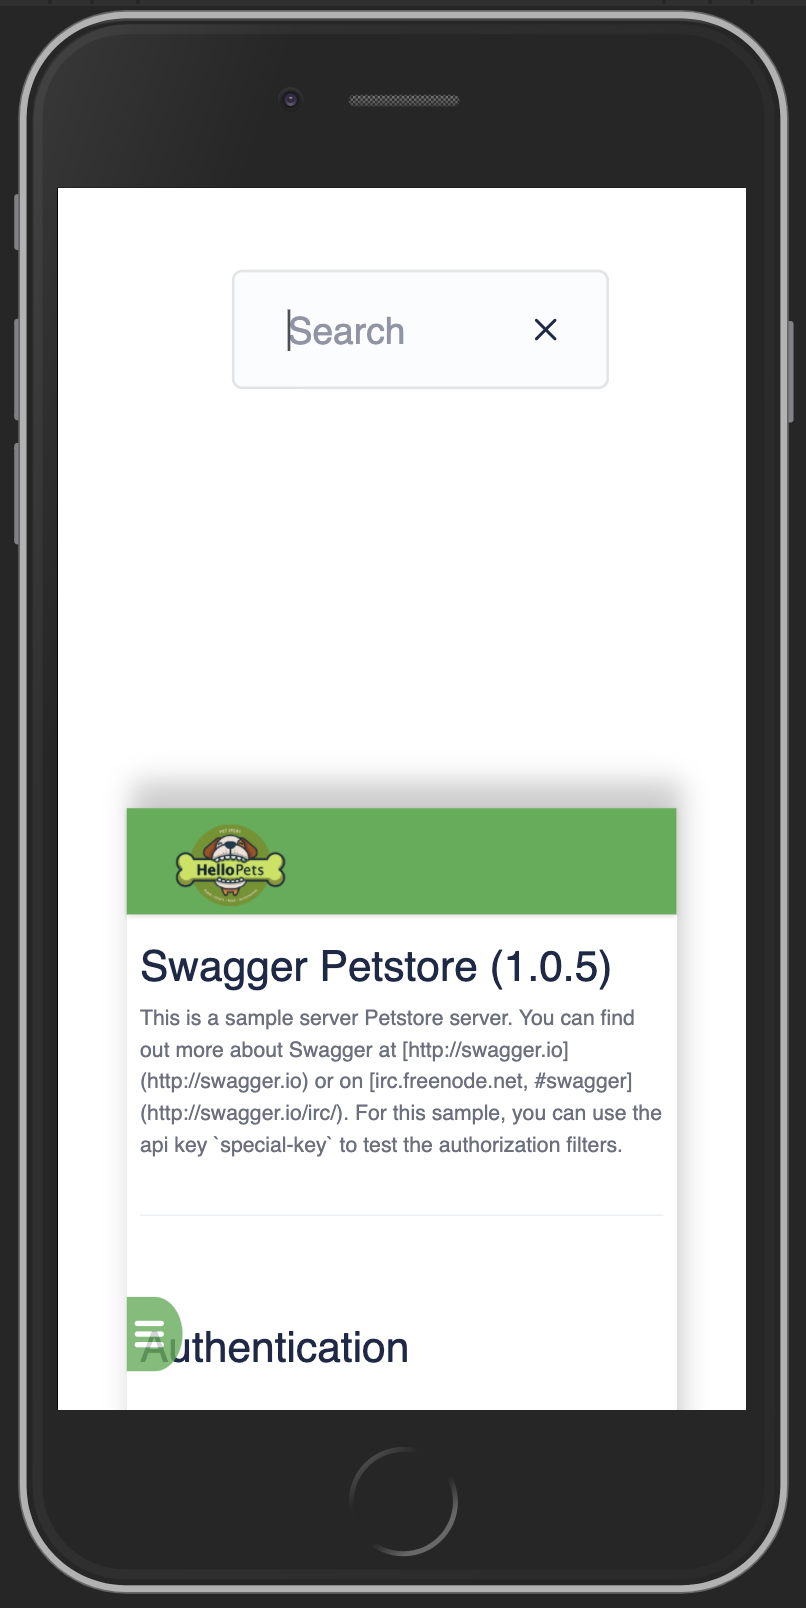 Search
HelloPets
Swagger Petstore (1.0.5)
This is a sample server Petstore server. You can find
out more about Swagger at [http://swagger.io]
(http://swagger.io) or on [irc.freenode.net, #swagger]
(http://swagger.io/irc/). For this sample, you can use the
api key `special-key` to test the authorization filters.
Authentication